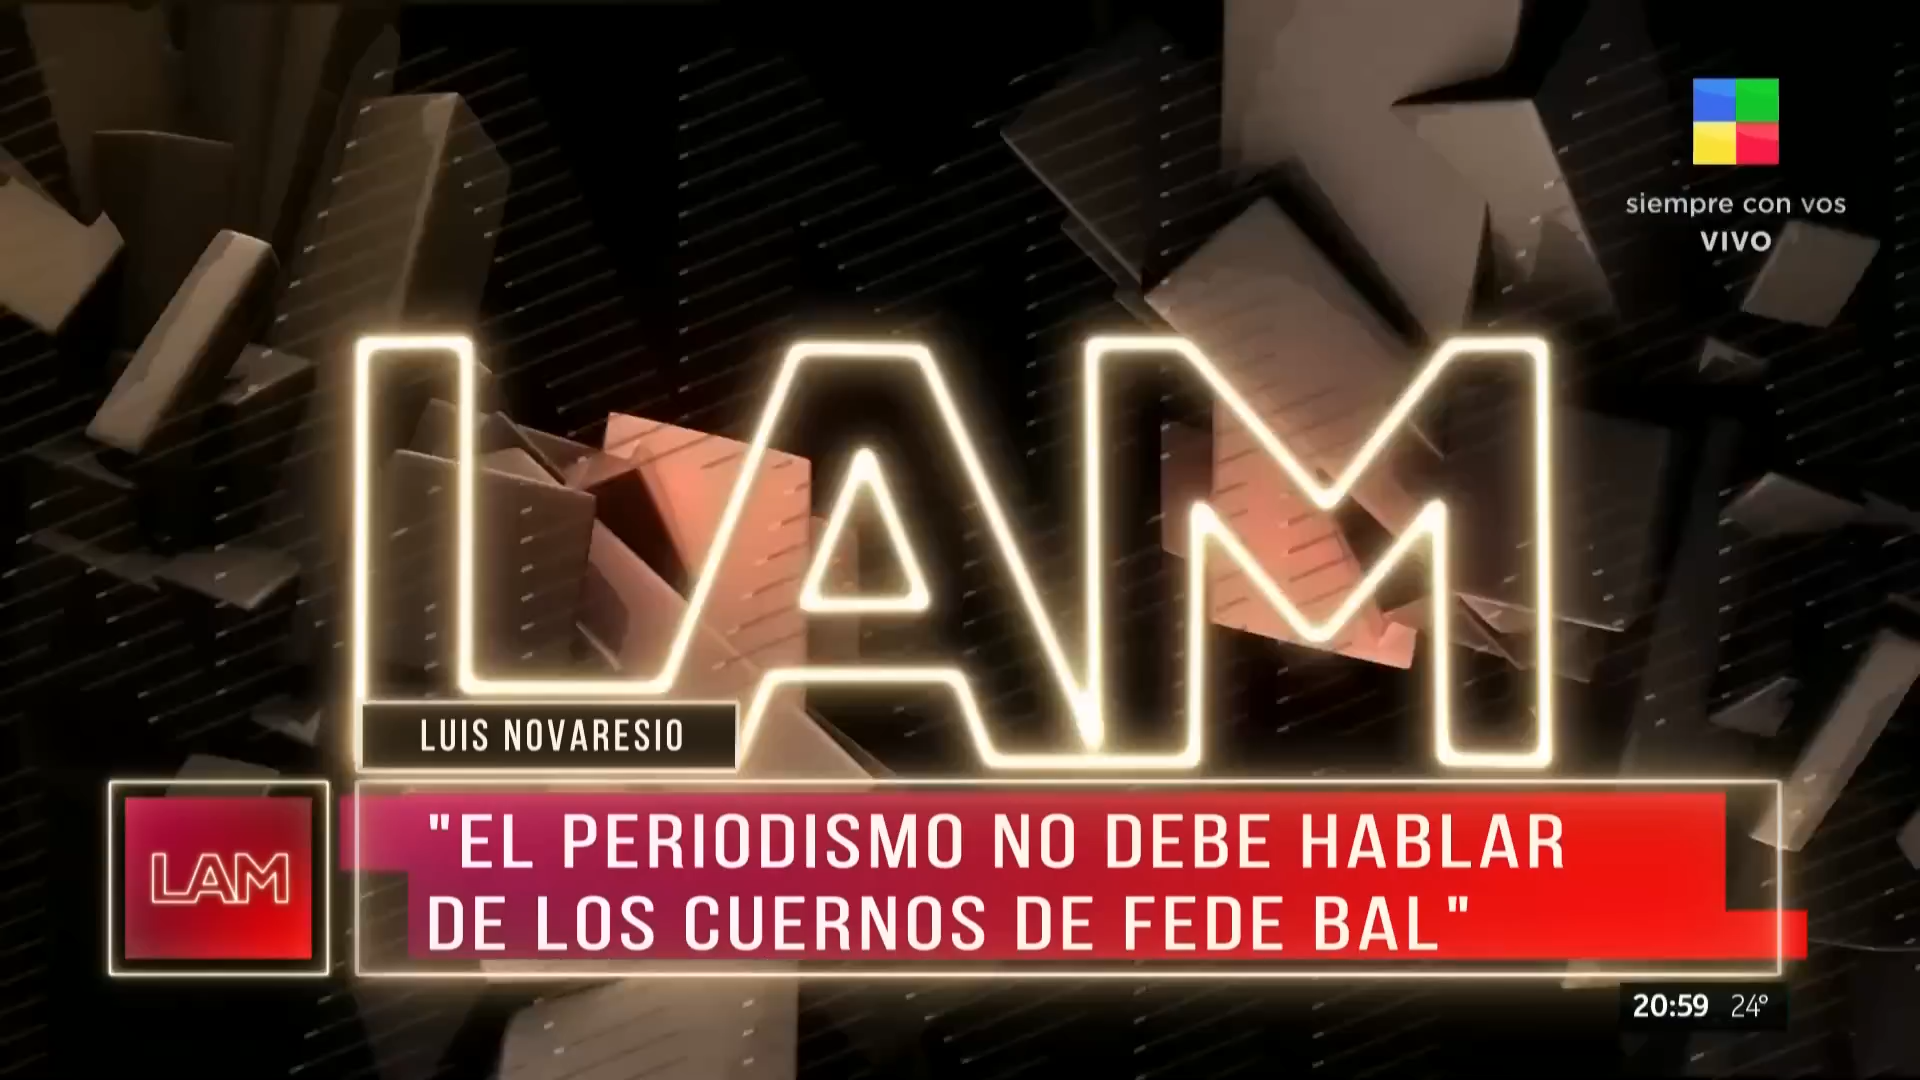 siempre con vos
VIVO
LAM
LUIS NOVARESIO
LAM
"EL PERIODISMO NO DEBE HABLAR
DE LOS CUERNOS DE FEDE BAL"
20:59 24°